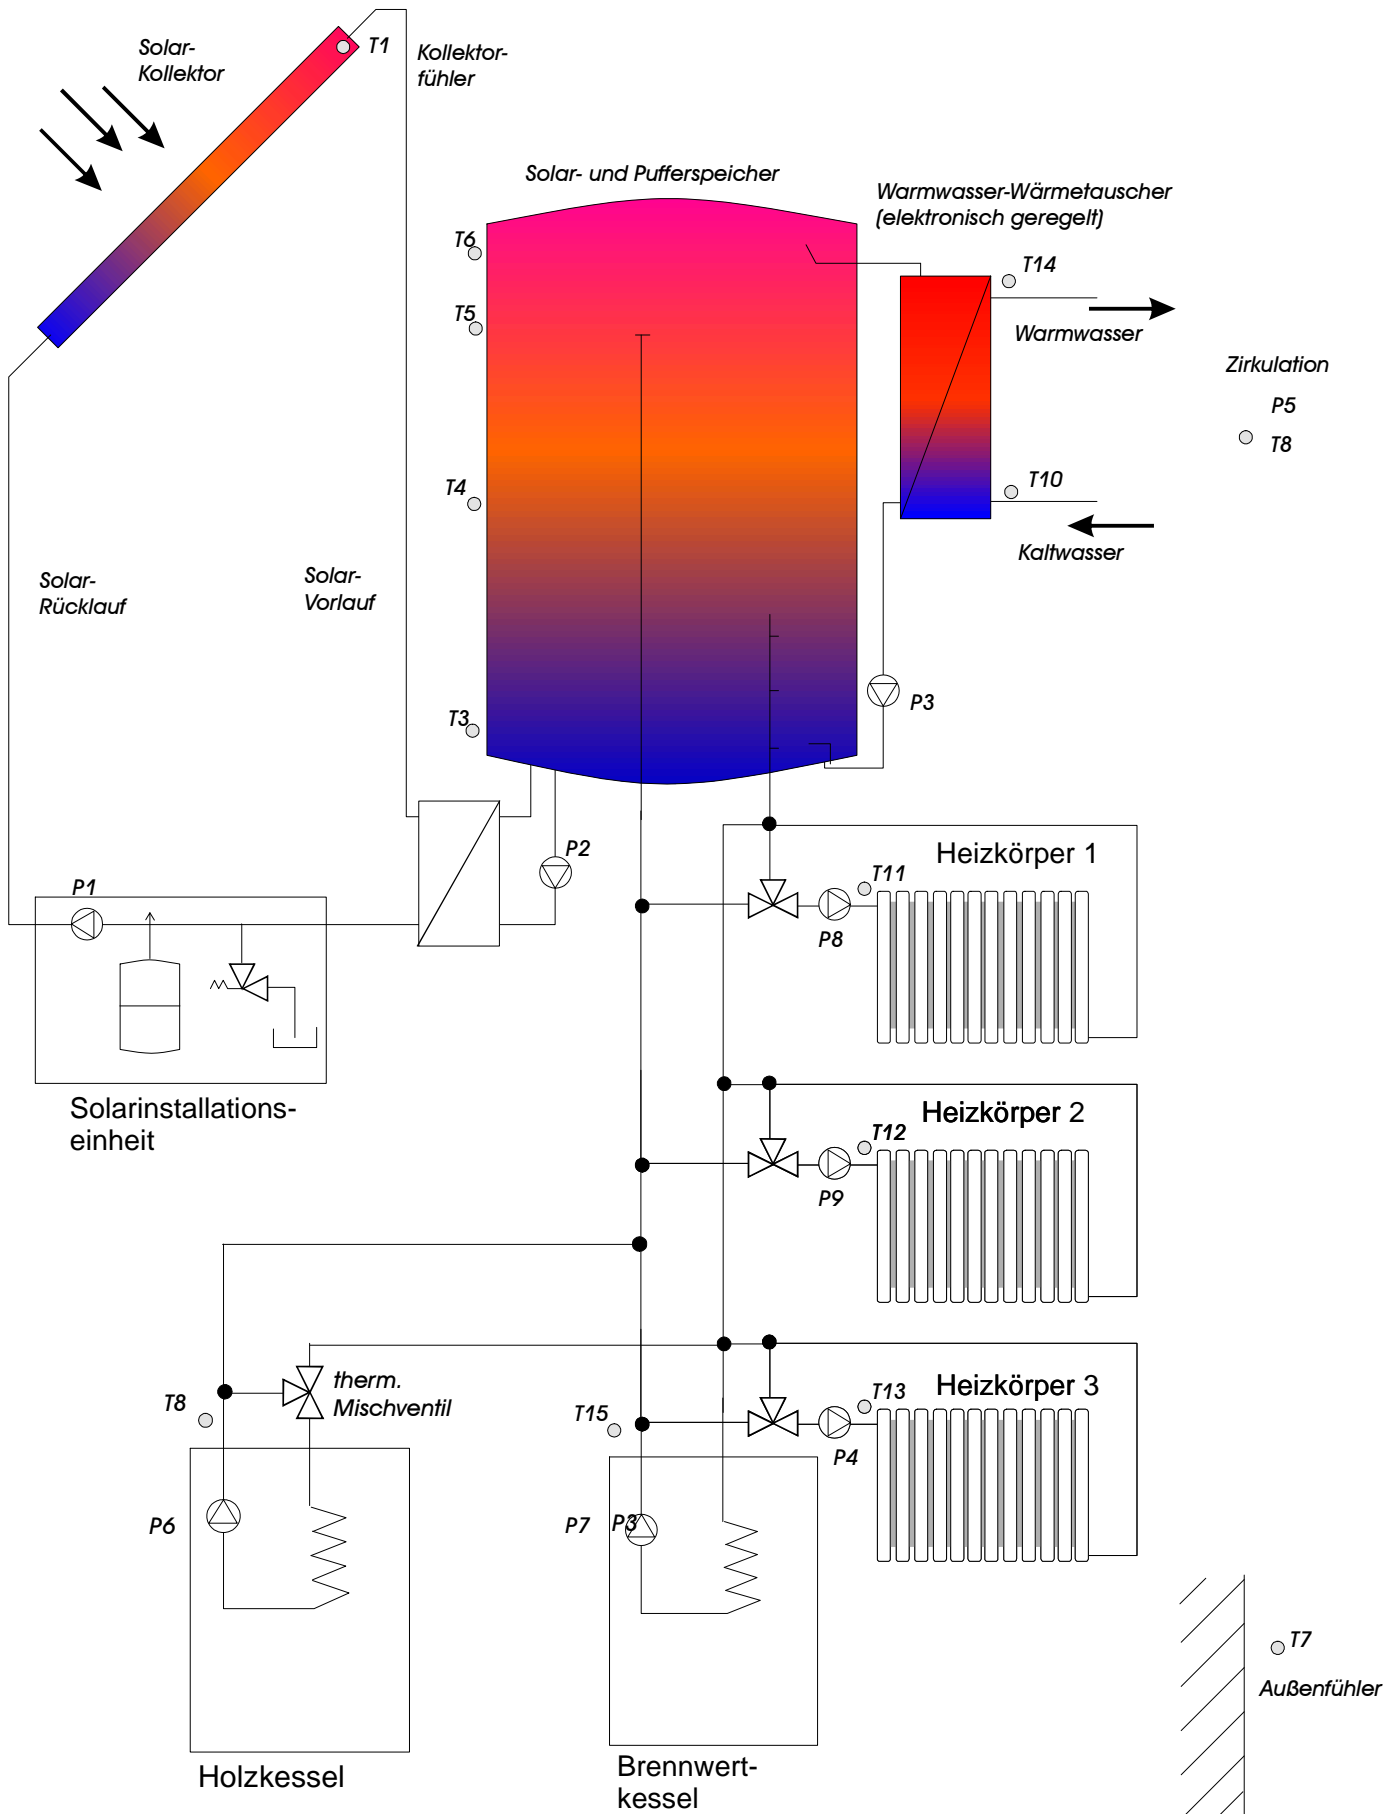 Solar-
Kollektor
T1
Kollektor-
fühler
Solar- und Pufferspeicher
Warmwasser-Wärmetauscher
(elektronisch geregelt)
T6
T14
T5
Warmwasser
Zirkulation
P5
T8
T4
T10
Kaltwasser
Solar-
Rücklauf
Solar-
Vorlauf
T3
P3
P2
Heizkörper 1
P1
T11
P8
Solarinstallations-
einheit
Heizkörper 2
T12
P9
therm.
Mischventil
T8
T15
Heizkörper 3
T13
P4
P6
P7
P3
T7
Außenfühler
Holzkessel
Brennwert-
kessel